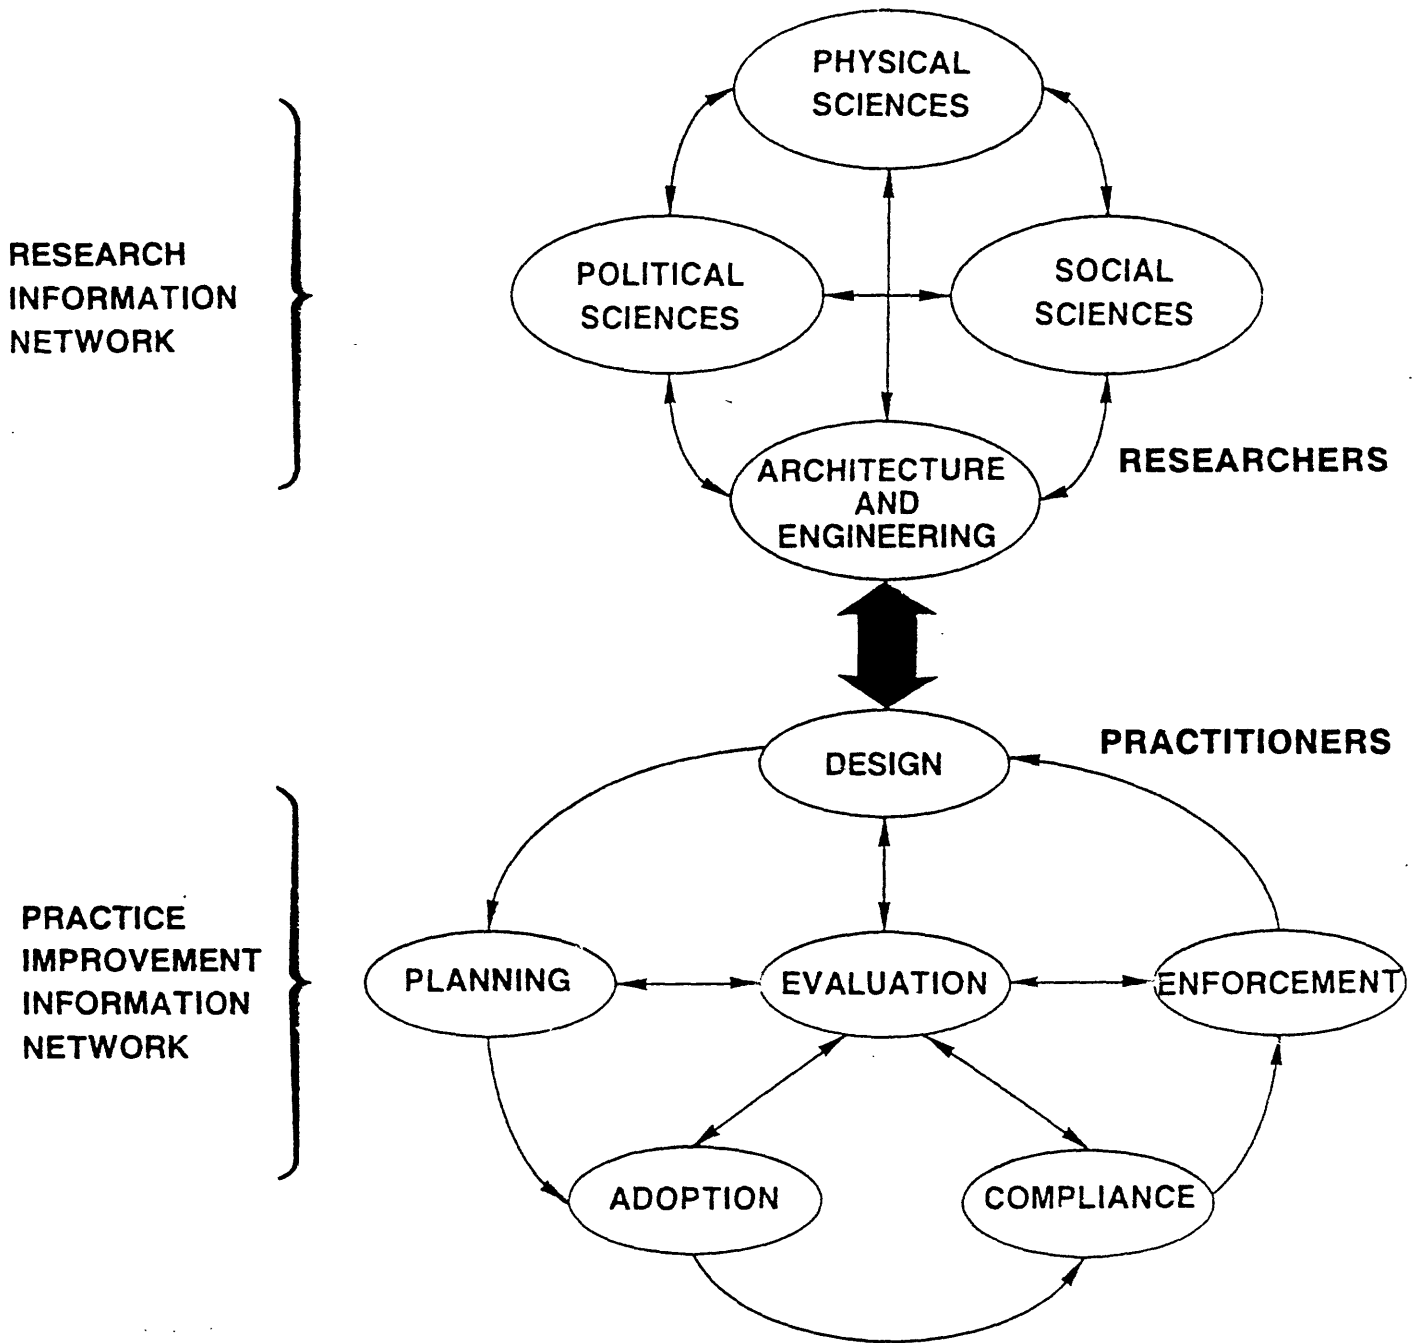 PHYSICAL
SCIENCES
RESEARCH
INFORMATION
NETWORK
POLITICAL
SCIENCES
SOCIAL
SCIENCES
ARCHITECTURE
AND
ENGINEERING
RESEARCHERS
DESIGN
PRACTITIONERS
PRACTICE
IMPROVEMENT
INFORMATION
NETWORK
PLANNING
EVALUATION
ENFORCEMENT
ADOPTION
COMPLIANCE